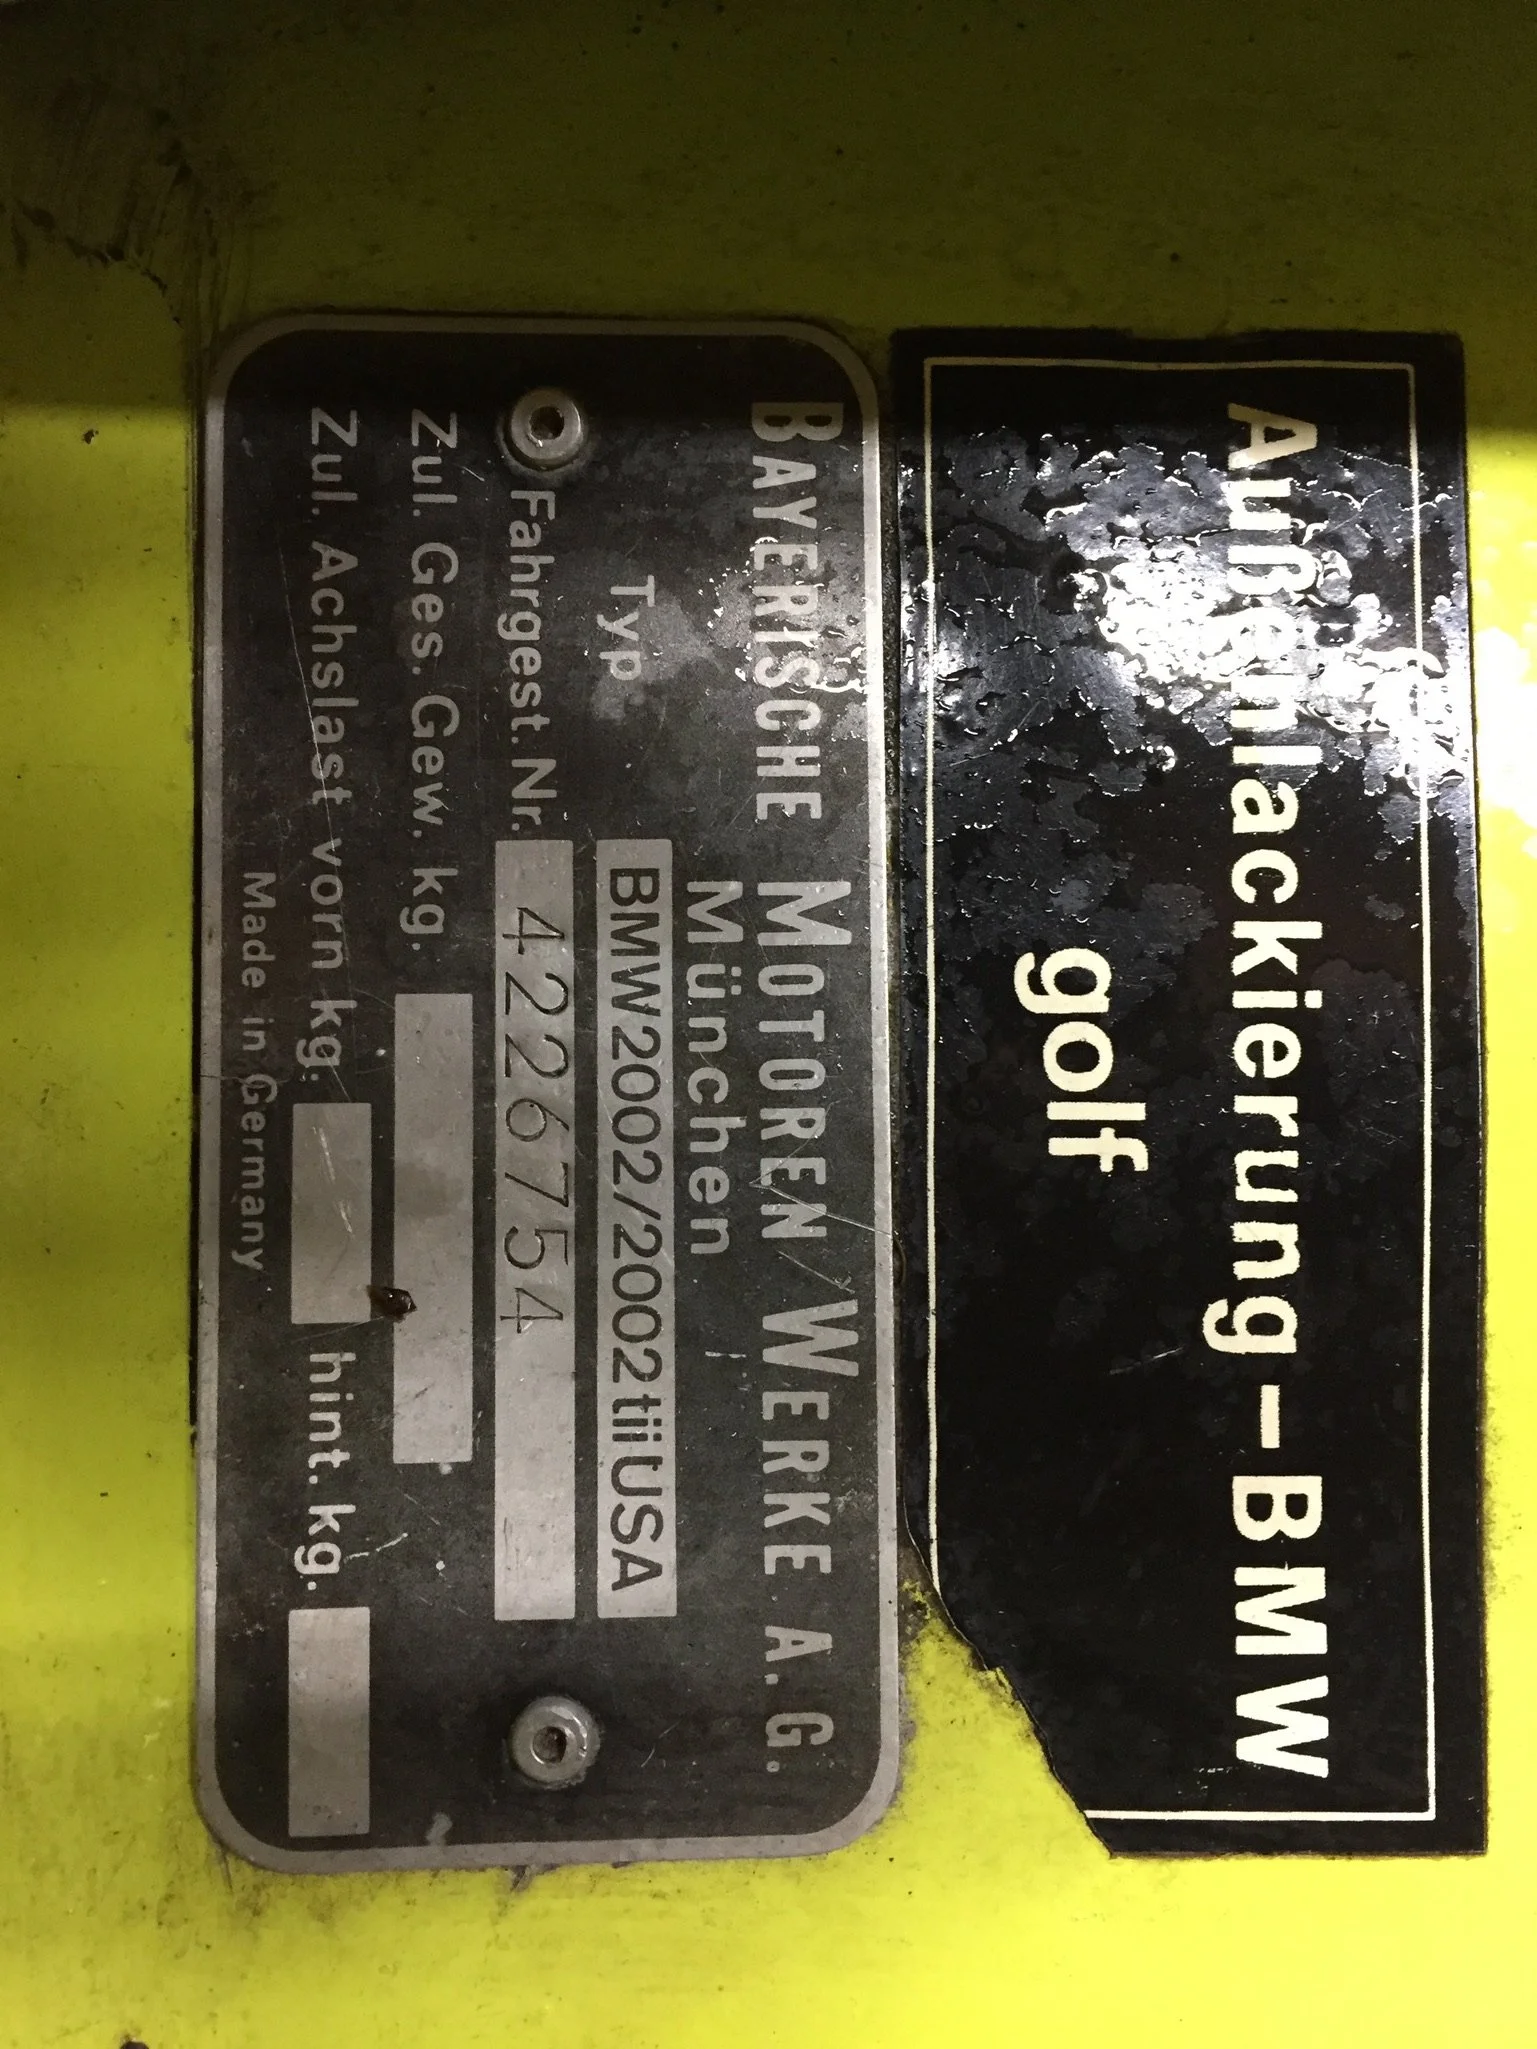 Außenlackierung-BMW
golf
BAYERISCHE MOTOREN WERKE A.G.
München
Typ BMW2002/2002tiiUSA
Fahrgest. Nr. 4226754
Zul. Ges. Gew. kg.
Zul. Achslast vorn kg. hint. kg.
Made in Germany